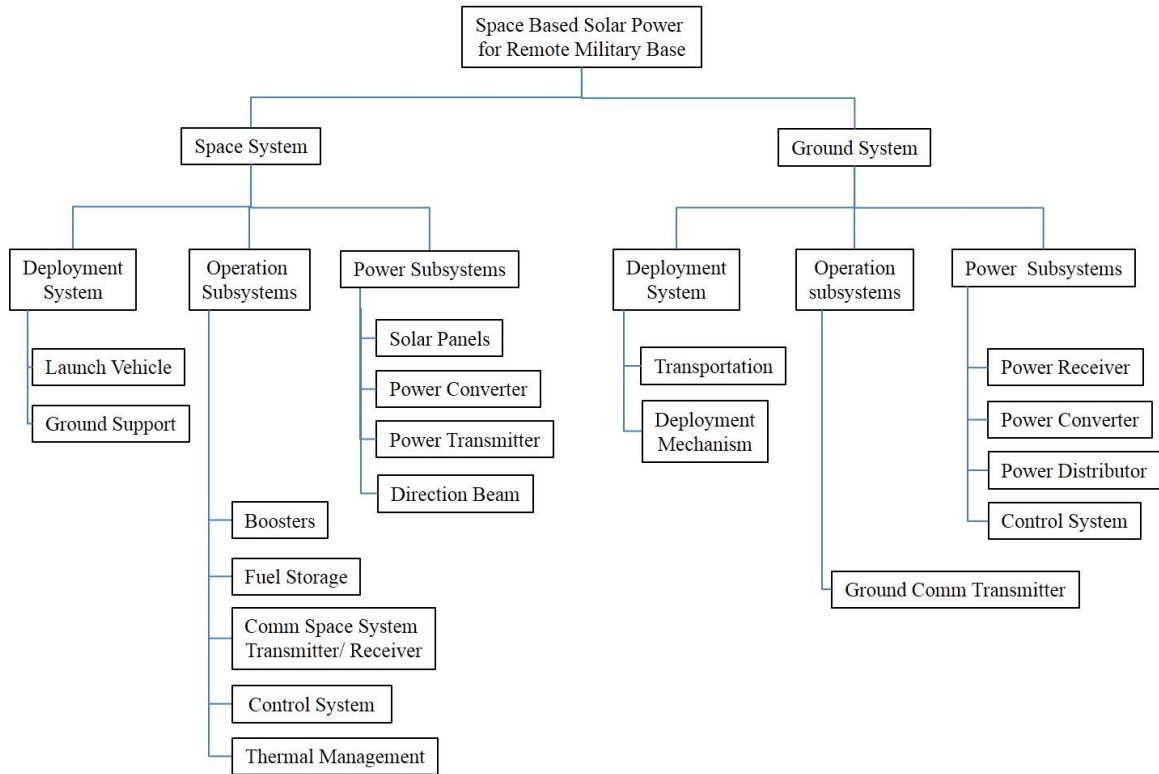 Space Based Solar Power
for Remote Military Base
Space System
Ground System
Deployment
System
Operation
Subsystems
Power Subsystems
Deployment
System
Operation
subsystems
Power Subsystems
Launch Vehicle
Ground Support
Solar Panels
Power Converter
Power Transmitter
Direction Beam
Boosters
Fuel Storage
Comm Space System
Transmitter/ Receiver
Control System
Thermal Management
Transportation
Deployment
Mechanism
Power Receiver
Power Converter
Power Distributor
Control System
Ground Comm Transmitter